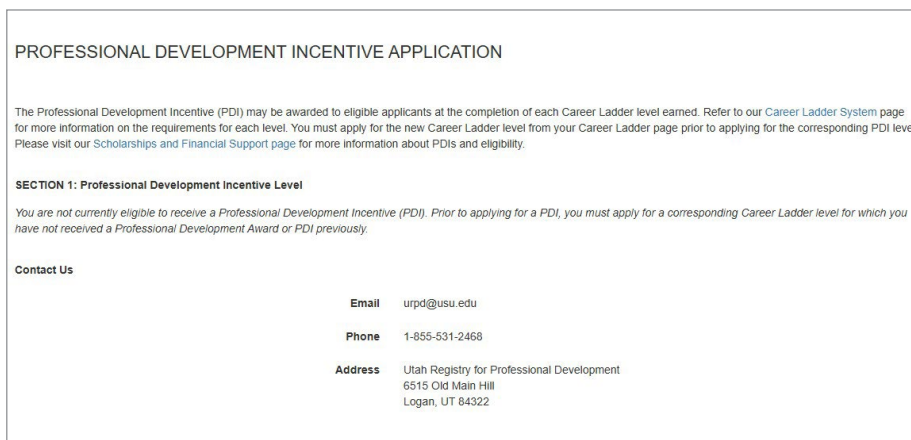 PROFESSIONAL DEVELOPMENT INCENTIVE APPLICATION
The Professional Development Incentive (PDI) may be awarded to eligible applicants at the completion of each Career Ladder level earned. Refer to our Career Ladder System page
for more information on the requirements for each level. You must apply for the new Career Ladder level from your Career Ladder page prior to applying for the corresponding PDI leve
Please visit our Scholarships and Financial Support page for more information about PDIs and eligibility.
SECTION 1: Professional Development Incentive Level
You are not currently eligible to receive a Professional Development Incentive (PDI). Prior to applying for a PDI, you must apply for a corresponding Career Ladder level for which you
have not received a Professional Development Award or PDI previously.
Contact Us
Email urpd@usu.edu
Phone 1-855-531-2468
Address Utah Registry for Professional Development
6515 Old Main Hill
Logan, UT 84322